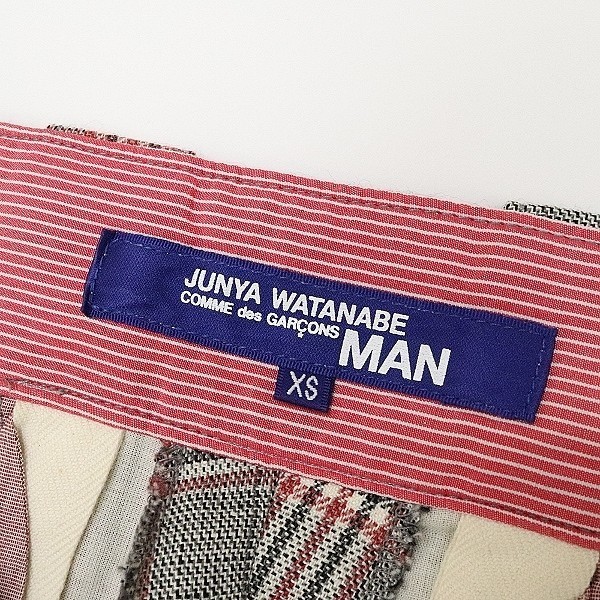 JUNYA WATANABE
COMME des GARÇONS
MAN
XS